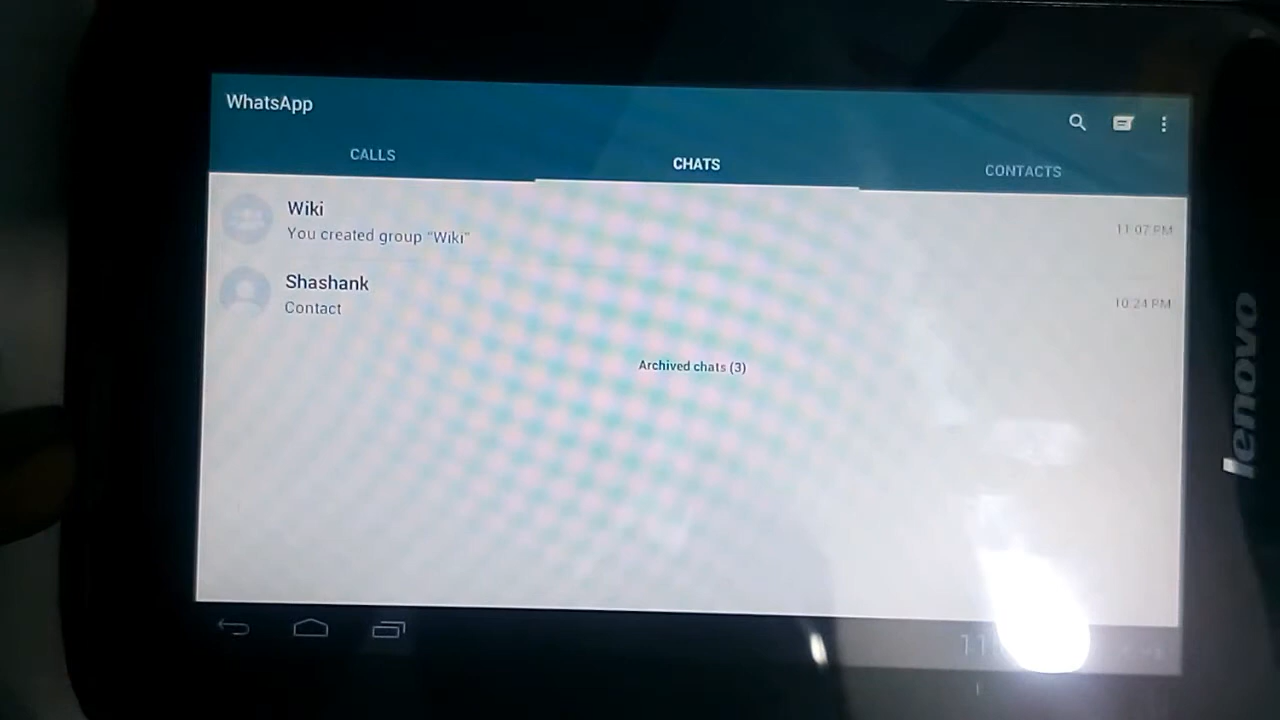 WhatsApp
CALLS
CHATS
CONTACTS
Wiki
You created group "Wiki"
11:07 PM
Shashank
Contact
10:24 PM
Archived chats (3)
lenovo